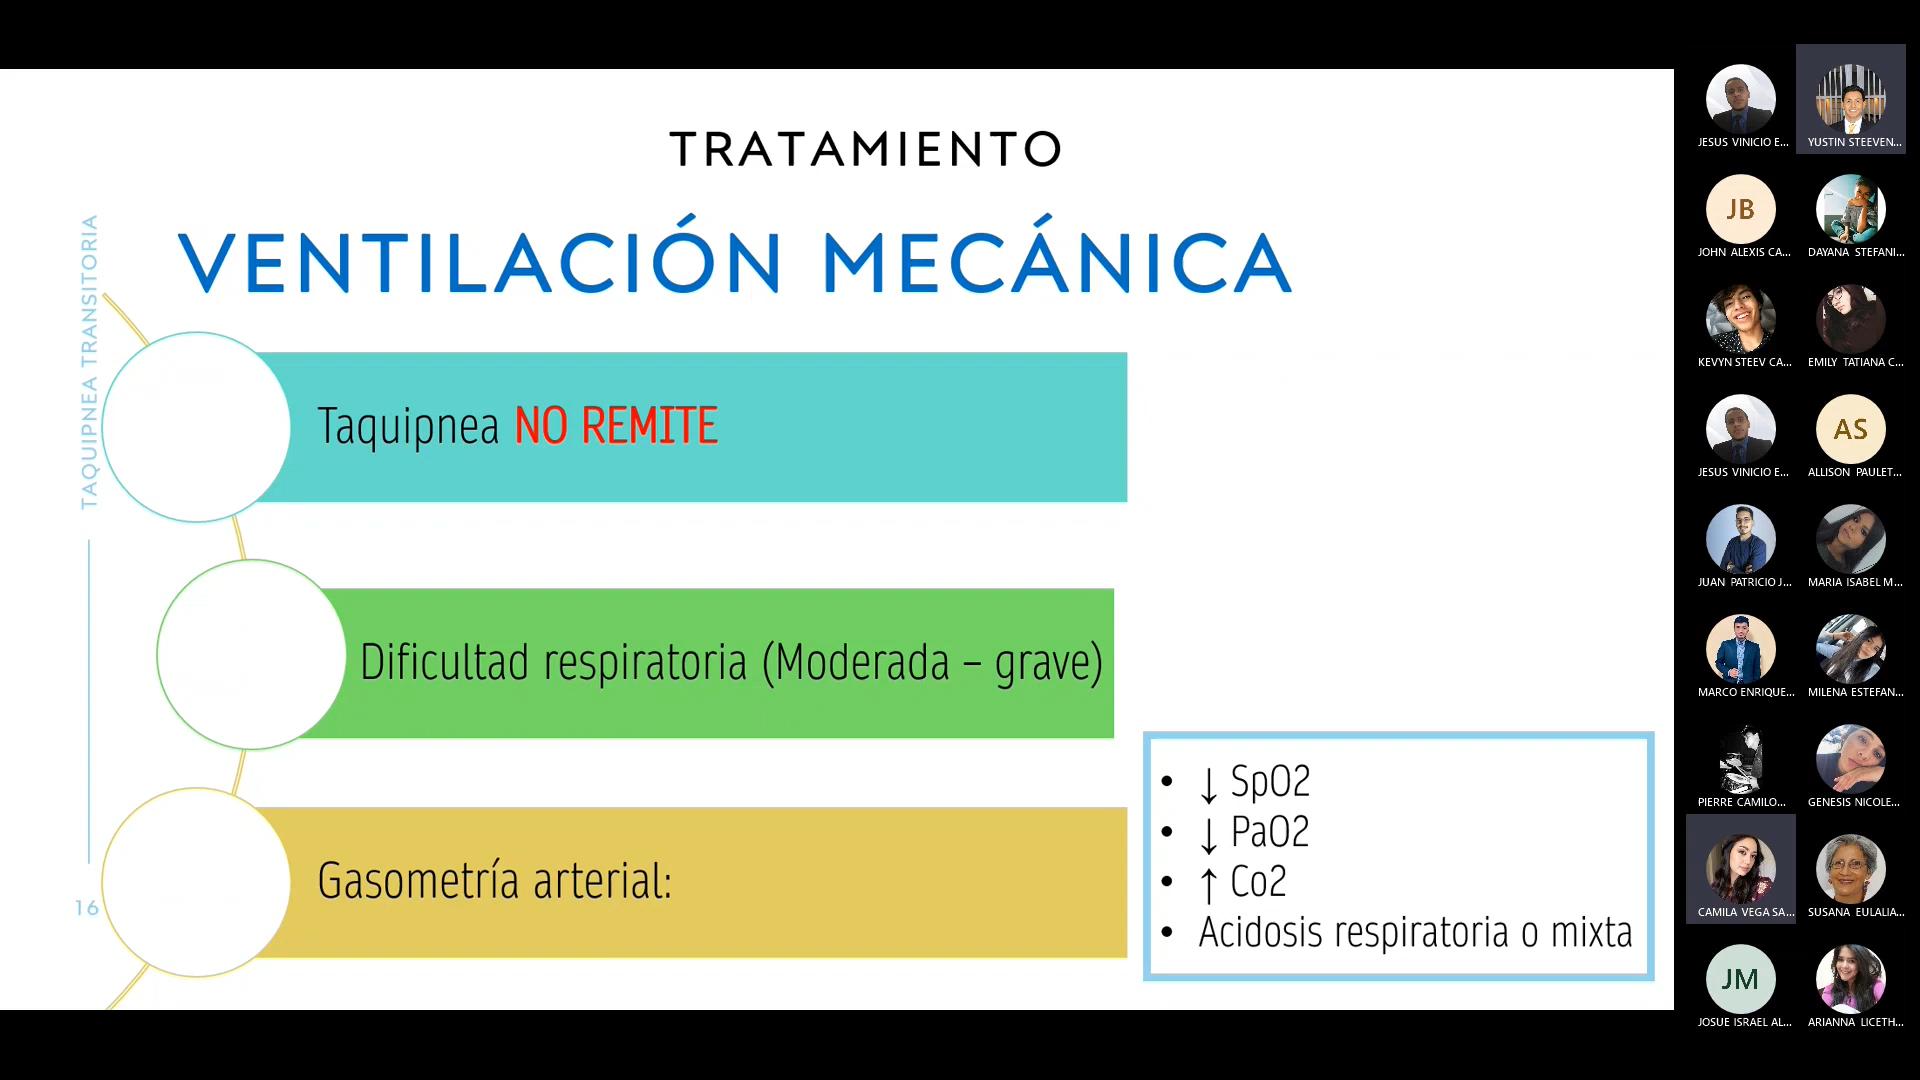 TRATAMIENTO
VENTILACIÓN MECÁNICA
TAQUIPNEA TRANSITORIA
Taquipnea NO REMITE
Dificultad respiratoria (Moderada – grave)
Gasometría arterial:
• ↓ SpO2
• ↓ PaO2
• ↑ Co2
• Acidosis respiratoria o mixta
16
JESUS VINICIO E...
YUSTIN STEEVEN...
JB
JOHN ALEXIS CA...
DAYANA STEFANI...
KEVYN STEEV CA...
EMILY TATIANA C...
JESUS VINICIO E...
AS
ALLISON PAULET...
JUAN PATRICIO J...
MARIA ISABEL M...
MARCO ENRIQUE...
MILENA ESTEFAN...
PIERRE CAMILO...
GENESIS NICOLE...
CAMILA VEGA SA...
SUSANA EULALIA...
JM
JOSUE ISRAEL AL...
ARIANNA LICETH...